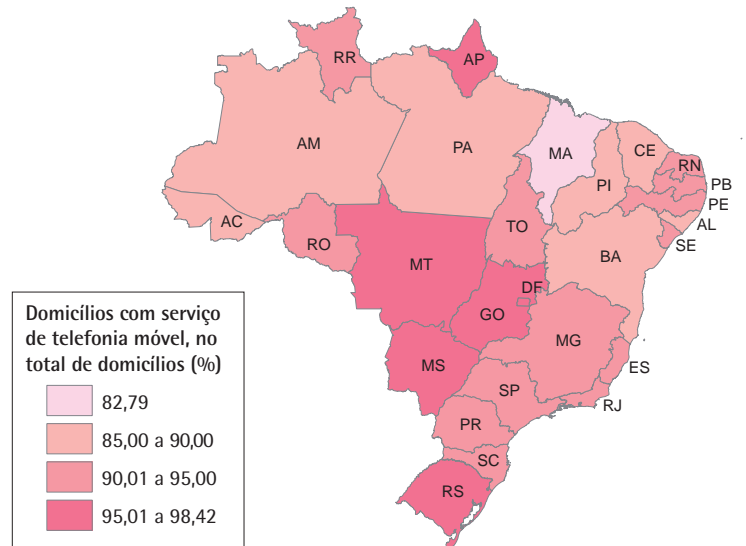 RR
AP
AM
PA
MA
CE
RN
PB
PI
PE
AL
AC
TO
SE
RO
BA
MT
DF
GO
MG
MS
ES
SP
RJ
PR
SC
RS
Domicílios com serviço
de telefonia móvel, no
total de domicílios (%)
82,79
85,00 a 90,00
90,01 a 95,00
95,01 a 98,42